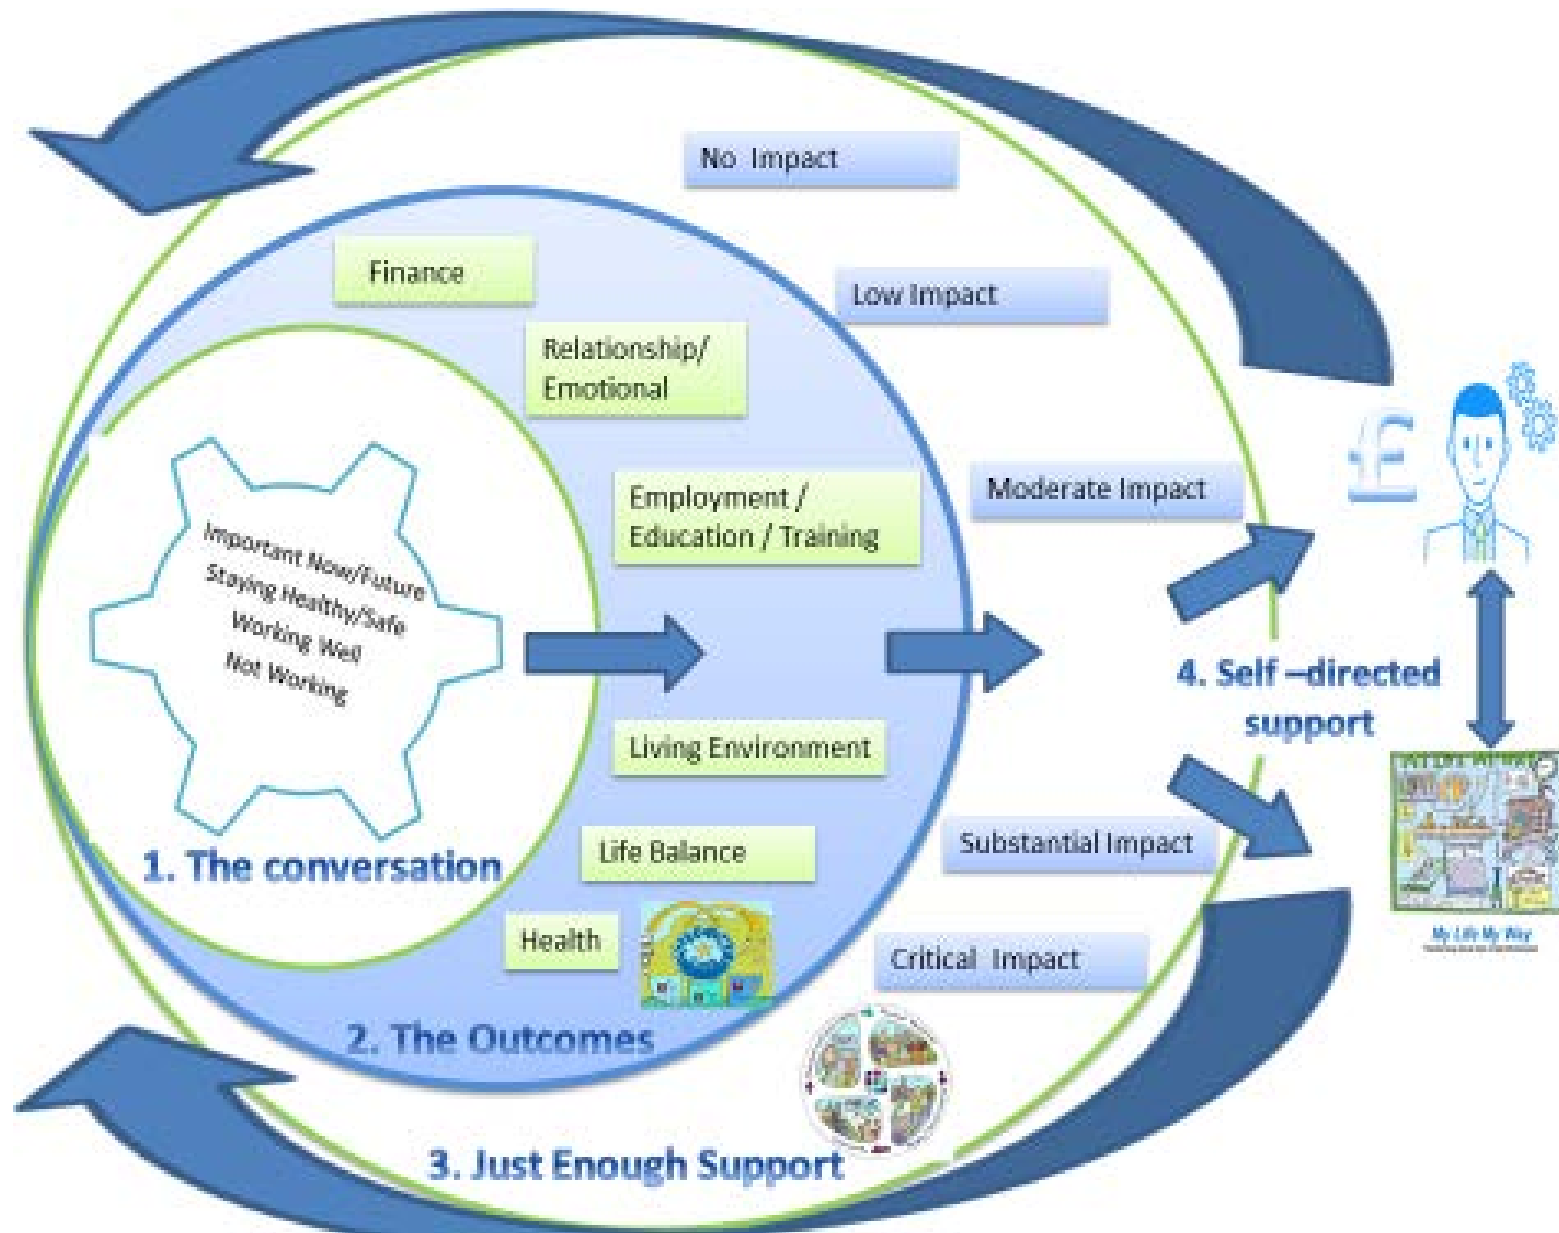 No Impact
Finance
Low Impact
Relationship/
Emotional
£
Moderate Impact
Employment /
Education / Training
Important Now/Future
Staying Healthy/Safe
Working Well
Not Working
4. Self –directed
support
Living Environment
Life Balance
Substantial Impact
1. The conversation
Health
Critical Impact
My Life My Way
2. The Outcomes
3. Just Enough Support